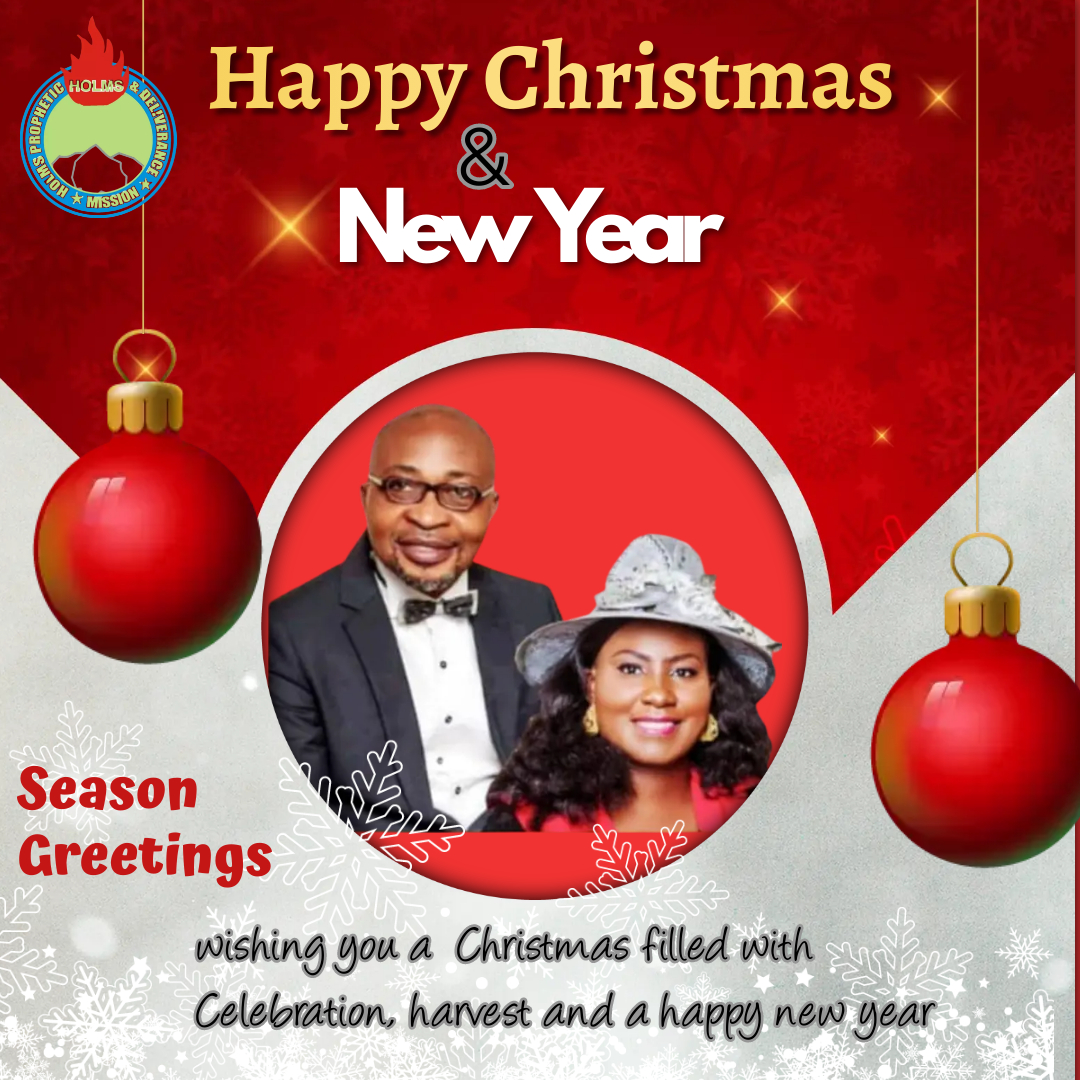 HOLMS
HOLMS PROPHETIC & DELIVERANCE
MISSION
Happy Christmas
&
New Year
Season
Greetings
wishing you a Christmas filled with
Celebration, harvest and a happy new year